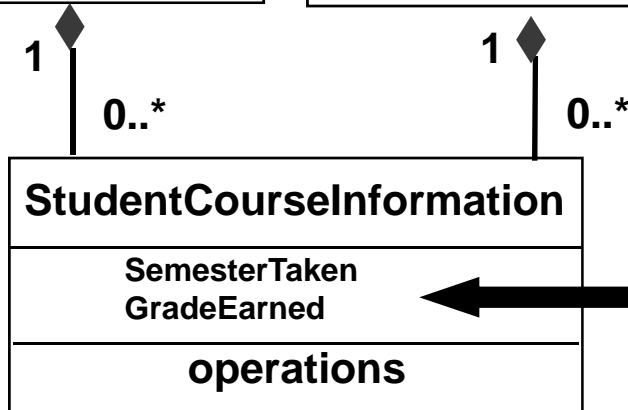 1
1
0..*
0..*
StudentCourseInformation
SemesterTaken
GradeEarned
operations